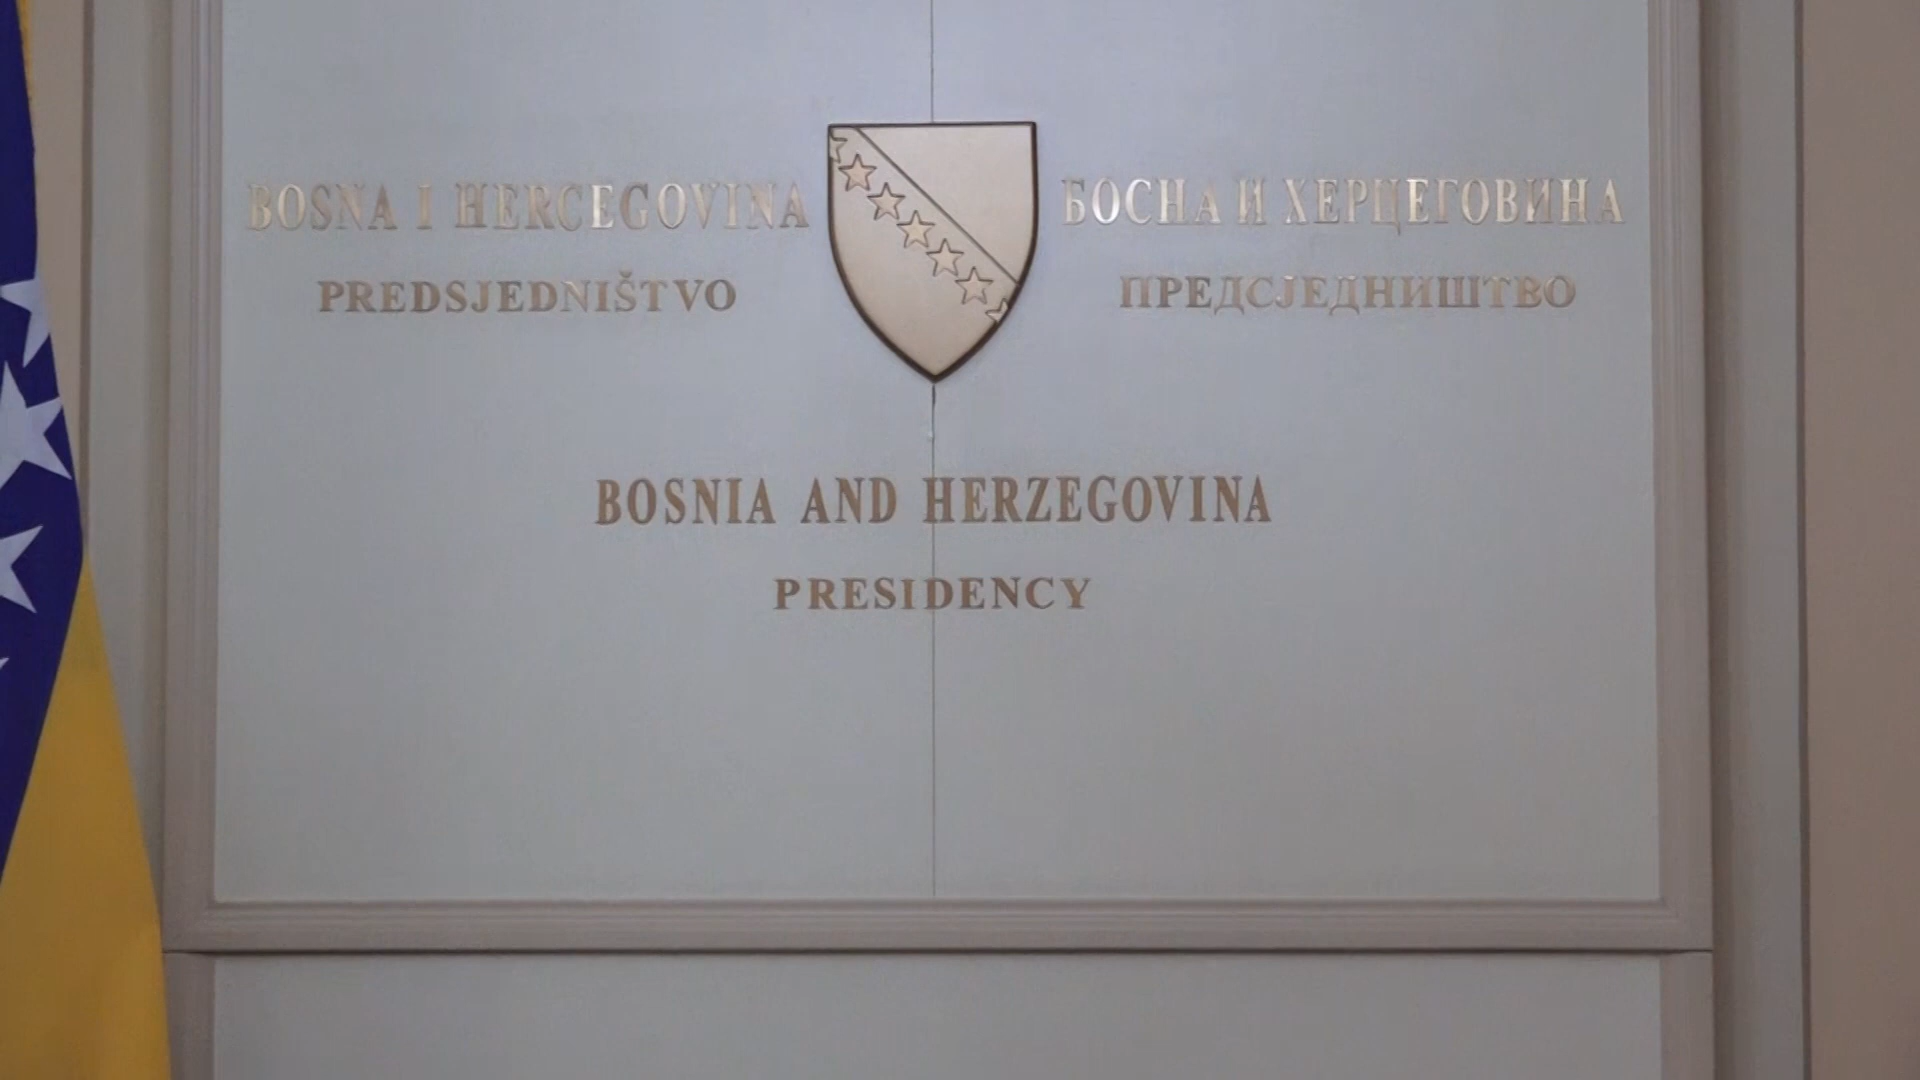 BOSNA I HERCEGOVINA
PREDSJEDNIŠTVO
БОСНА И ХЕРЦЕГОВИНА
ПРЕДСЈЕДНИШТВО
BOSNIA AND HERZEGOVINA
PRESIDENCY